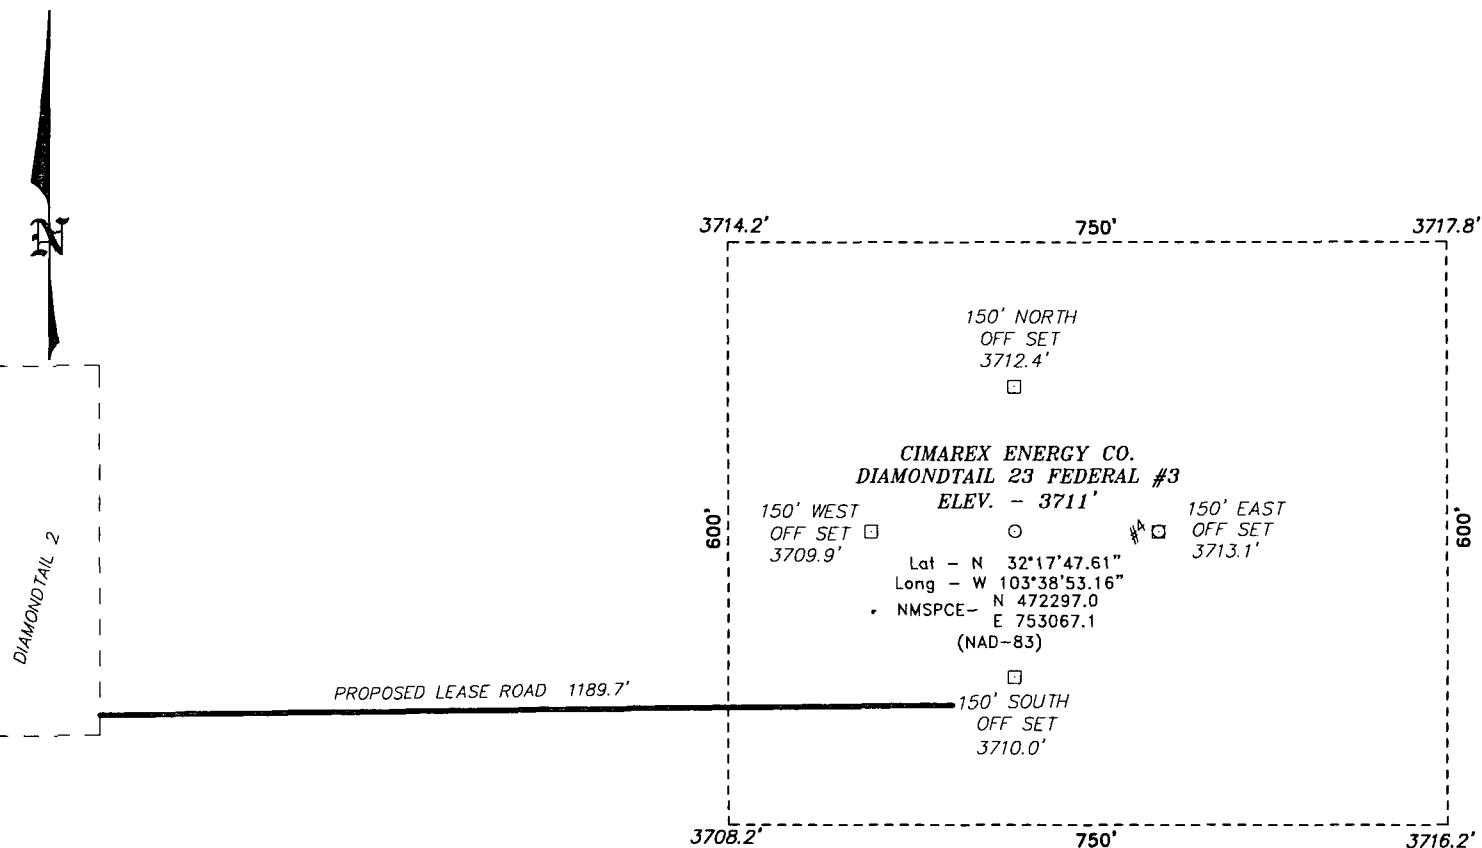 N
3714.2'
750'
3717.8'
150' NORTH
OFF SET
3712.4'
CIMAREX ENERGY CO.
DIAMONDTAIL 23 FEDERAL #3
ELEV. - 3711'
600'
150' WEST
OFF SET
3709.9'
#4
150' EAST
OFF SET
3713.1'
600'
Lat - N 32°17'47.61"
Long - W 103°38'53.16"
NMSPCE- N 472297.0
E 753067.1
(NAD-83)
DIAMONDTAIL 2
PROPOSED LEASE ROAD 1189.7'
150' SOUTH
OFF SET
3710.0'
3708.2'
750'
3716.2'